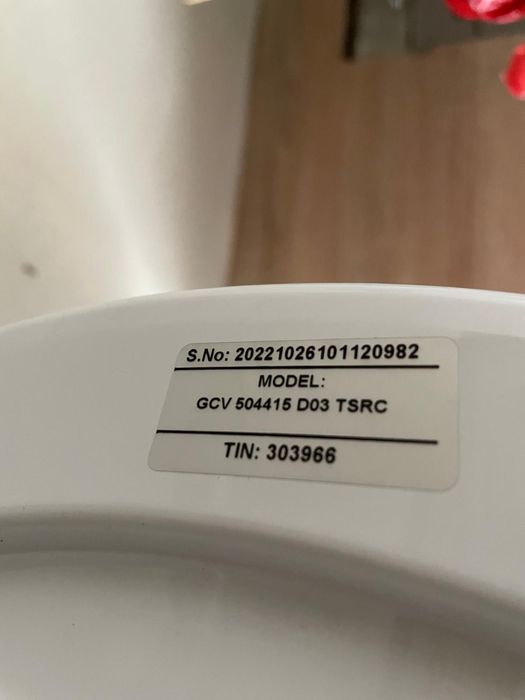 S.No: 20221026101120982
MODEL:
GCV 504415 D03 TSRC
TIN: 303966